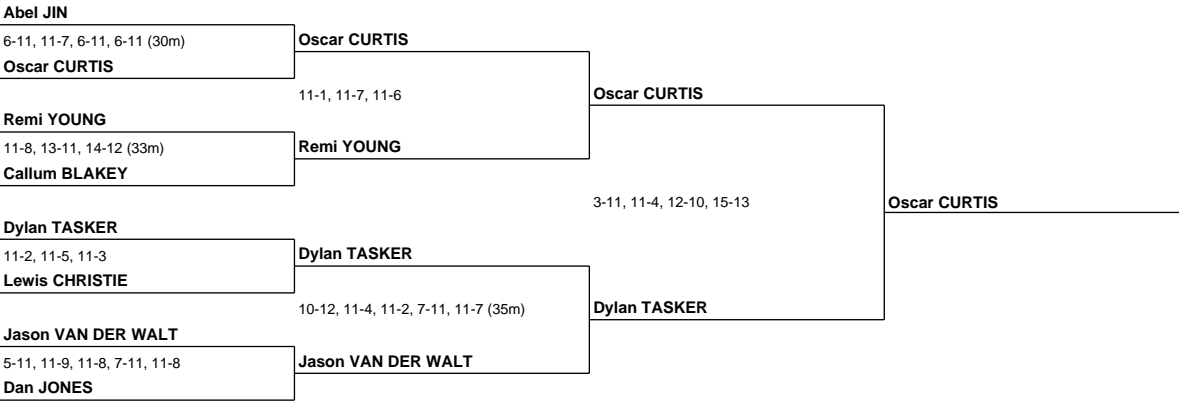 Abel JIN
6-11, 11-7, 6-11, 6-11 (30m)
Oscar CURTIS
Oscar CURTIS
11-1, 11-7, 11-6
Oscar CURTIS
Remi YOUNG
11-8, 13-11, 14-12 (33m)
Remi YOUNG
Callum BLAKEY
3-11, 11-4, 12-10, 15-13
Oscar CURTIS
Dylan TASKER
11-2, 11-5, 11-3
Dylan TASKER
Lewis CHRISTIE
10-12, 11-4, 11-2, 7-11, 11-7 (35m)
Dylan TASKER
Jason VAN DER WALT
5-11, 11-9, 11-8, 7-11, 11-8
Jason VAN DER WALT
Dan JONES